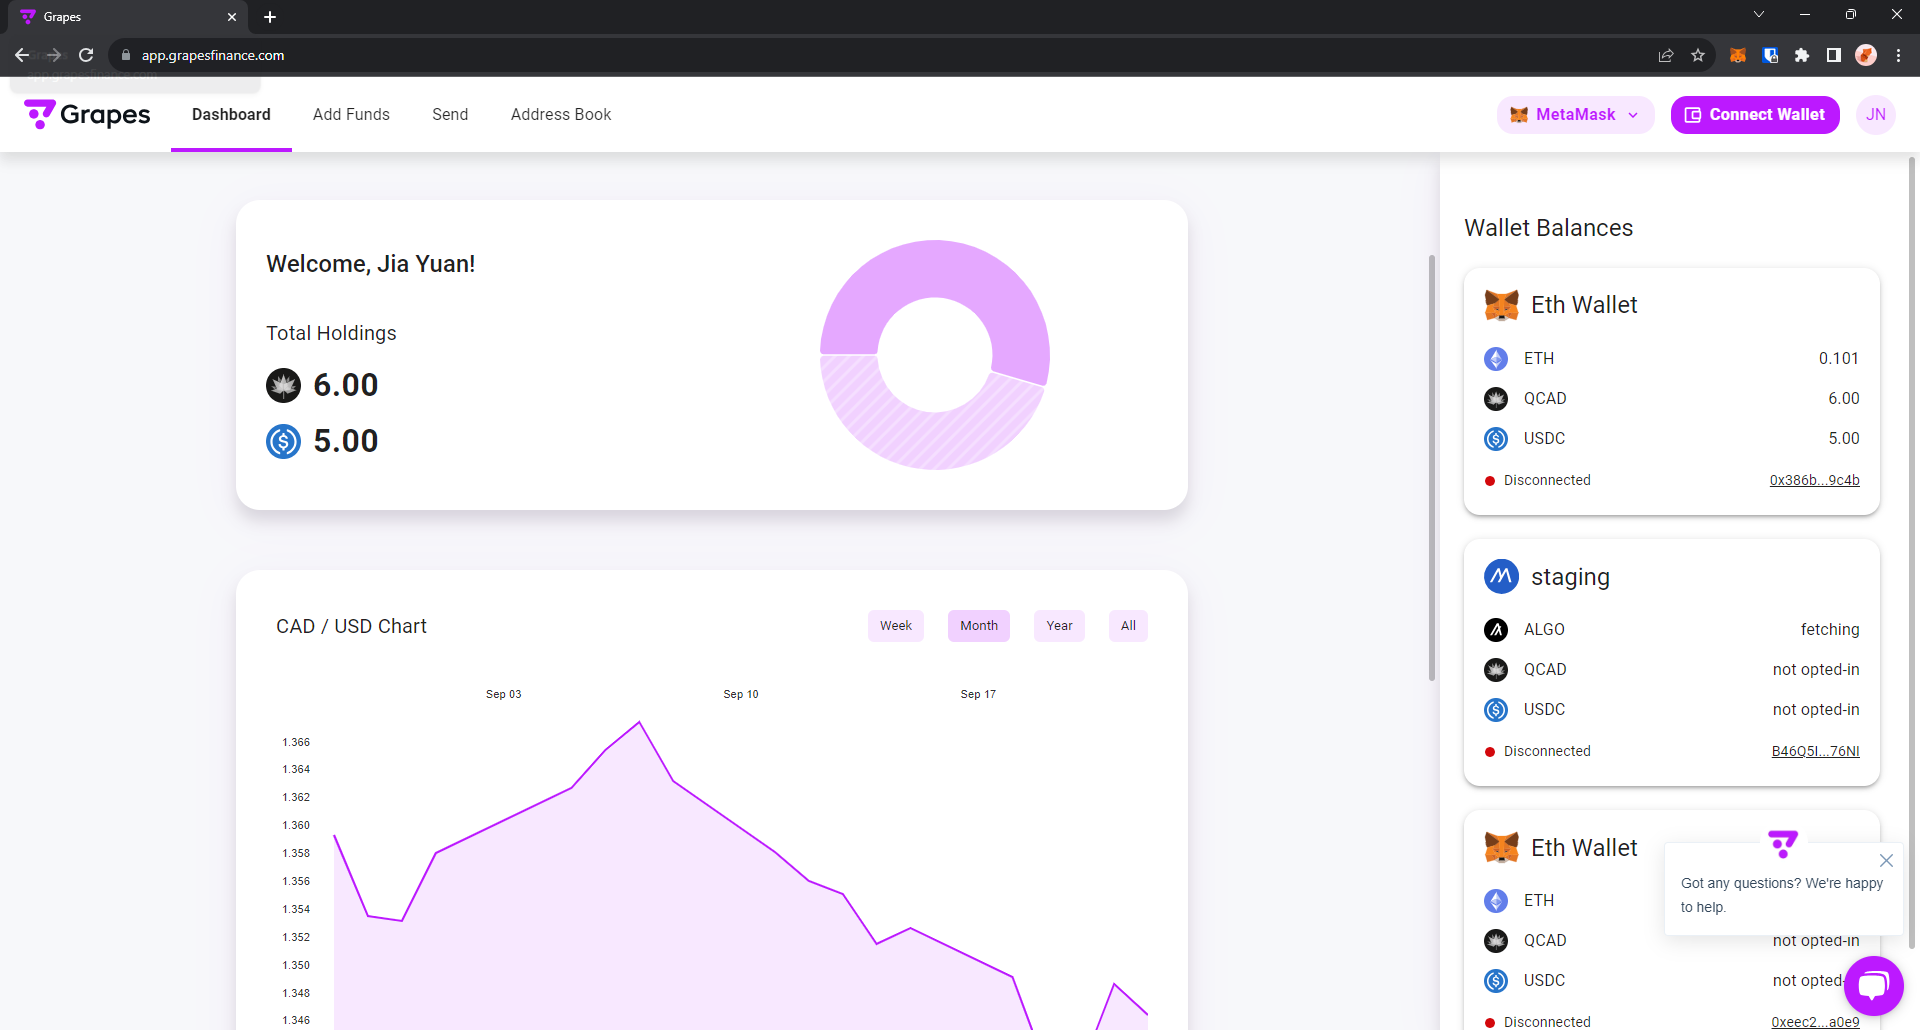 Grapes
app.grapesfinance.com
Grapes
Dashboard
Add Funds
Send
Address Book
MetaMask
Connect Wallet
JN
Welcome, Jia Yuan!
Total Holdings
6.00
5.00
CAD / USD Chart
Week
Month
Year
All
Sep 03
Sep 10
Sep 17
1.366
1.364
1.362
1.360
1.358
1.356
1.354
1.352
1.350
1.348
1.346
Wallet Balances
Eth Wallet
ETH 0.101
QCAD 6.00
USDC 5.00
Disconnected 0x386b...9c4b
staging
ALGO fetching
QCAD not opted-in
USDC not opted-in
Disconnected B46Q5I...76NI
Eth Wallet
ETH
QCAD not opted-in
USDC not opted-
Disconnected 0xeec2...a0e9
Got any questions? We're happy
to help.